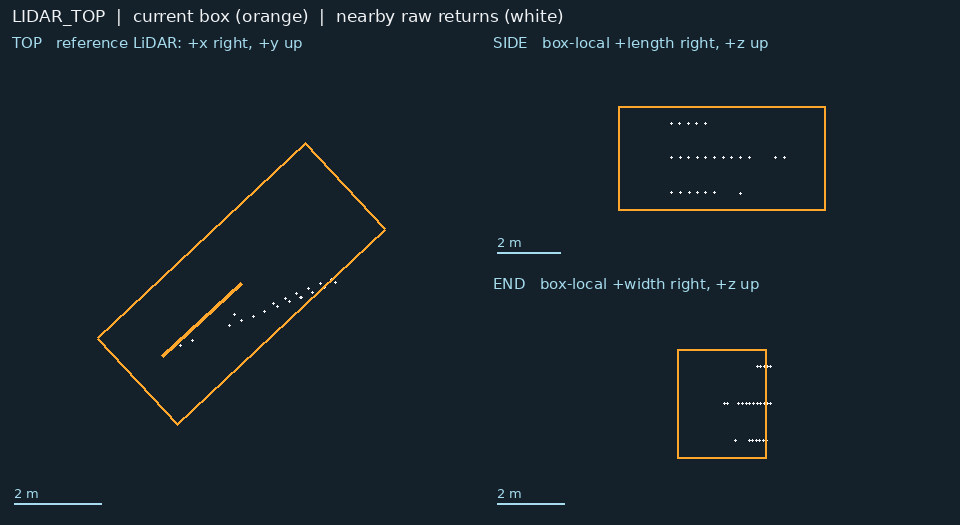 LIDAR_TOP | current box (orange) | nearby raw returns (white)
TOP reference LiDAR: +x right, +y up
SIDE box-local +length right, +z up
2 m
END box-local +width right, +z up
2 m
2 m